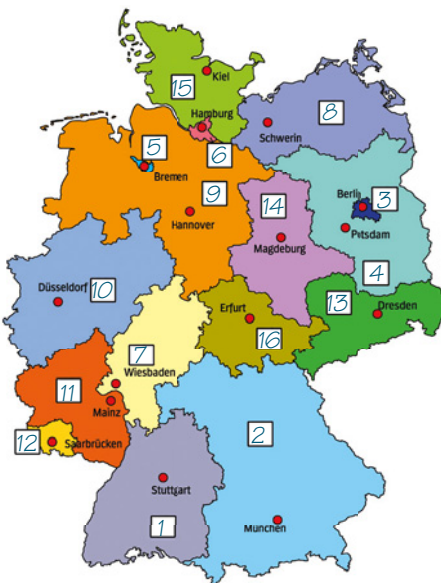 Kiel
15
Hamburg
8
Schwerin
5
6
Bremen
9
14
Berlin
3
Hannover
Potsdam
Magdeburg
4
10
Düsseldorf
13
Erfurt
Dresden
16
7
Wiesbaden
11
Mainz
2
12
Saarbrücken
Stuttgart
1
München